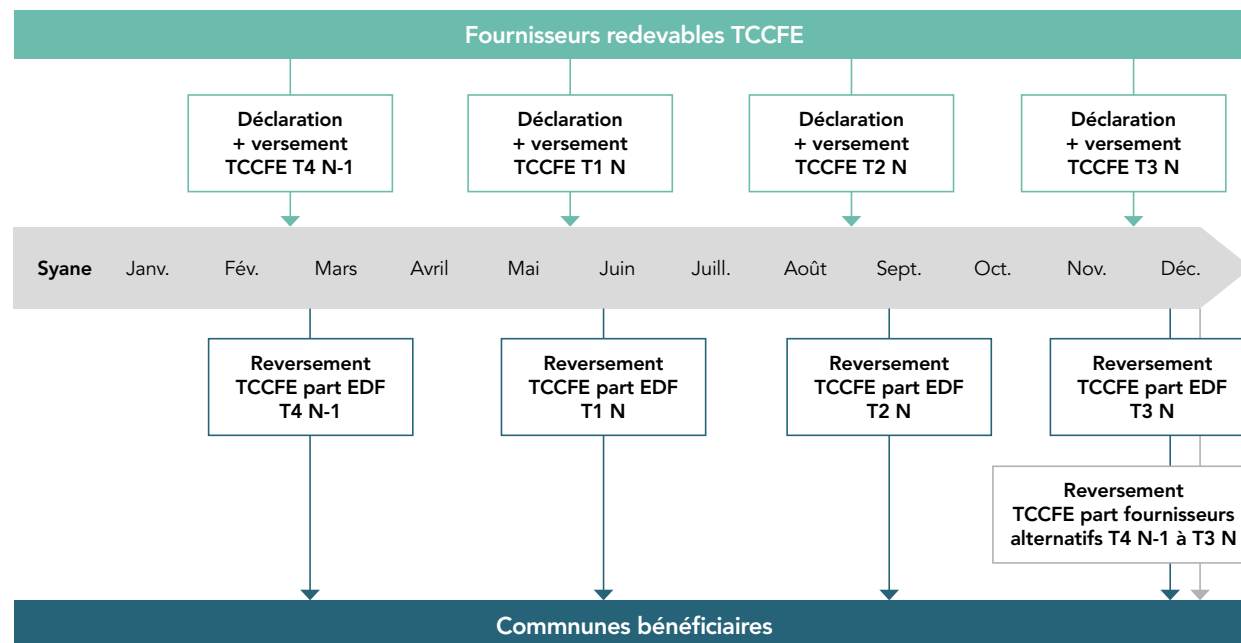 Fournisseurs redevables TCCFE
Déclaration
+ versement
TCCFE T4 N-1
Déclaration
+ versement
TCCFE T1 N
Déclaration
+ versement
TCCFE T2 N
Déclaration
+ versement
TCCFE T3 N
Syane Janv. Fév. Mars Avril Mai Juin Juill. Août Sept. Oct. Nov. Déc.
Reversement
TCCFE part EDF
T4 N-1
Reversement
TCCFE part EDF
T1 N
Reversement
TCCFE part EDF
T2 N
Reversement
TCCFE part EDF
T3 N
Reversement
TCCFE part fournisseurs
alternatifs T4 N-1 à T3 N
Commnunes bénéficiaires